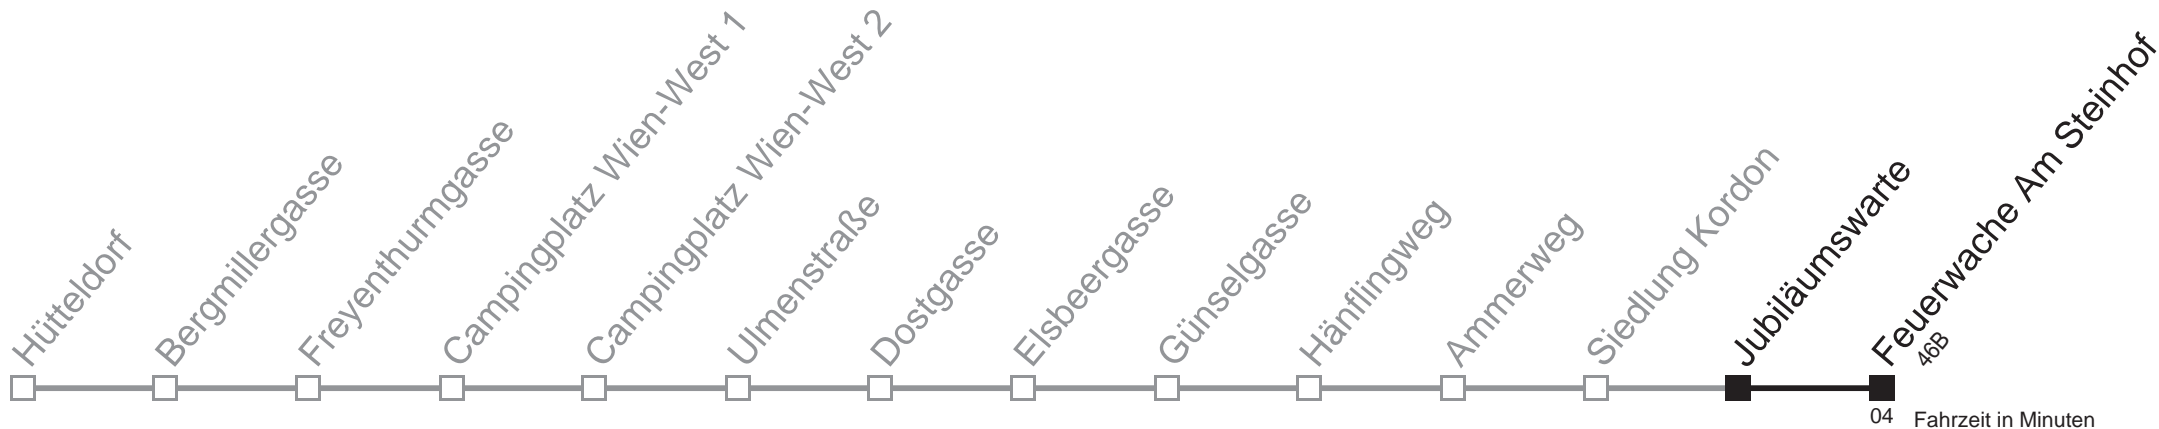 Hütteldorf
Bergmillergasse
Freyenthurmgasse
Campingplatz Wien-West 1
Campingplatz Wien-West 2
Ulmenstraße
Dostgasse
Elsbeergasse
Günselgasse
Hänflingweg
Ammerweg
Siedlung Kordon
Jubiläumswarte
Feuerwache Am Steinhof
46B
04
Fahrzeit in Minuten